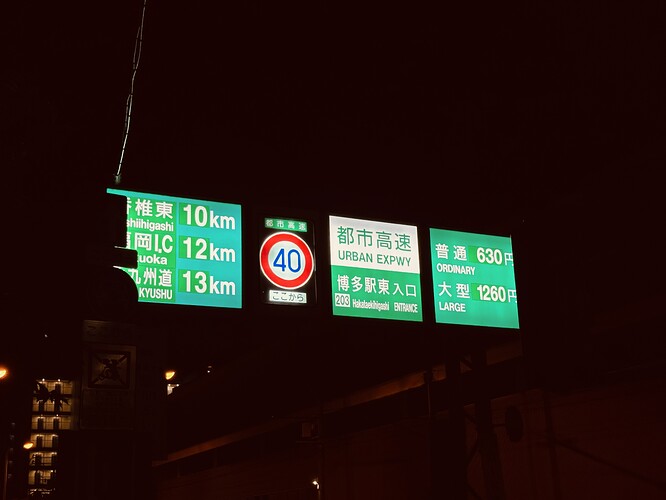 椎東 10km
shiihigashi
岡I.C 12km
uoka
州道 13km
KYUSHU
都市高速
40
ここから
都市高速
URBAN EXPWY
博多駅東入口
203 Hakataekihigashi ENTRANCE
普通 630円
ORDINARY
大型 1260円
LARGE